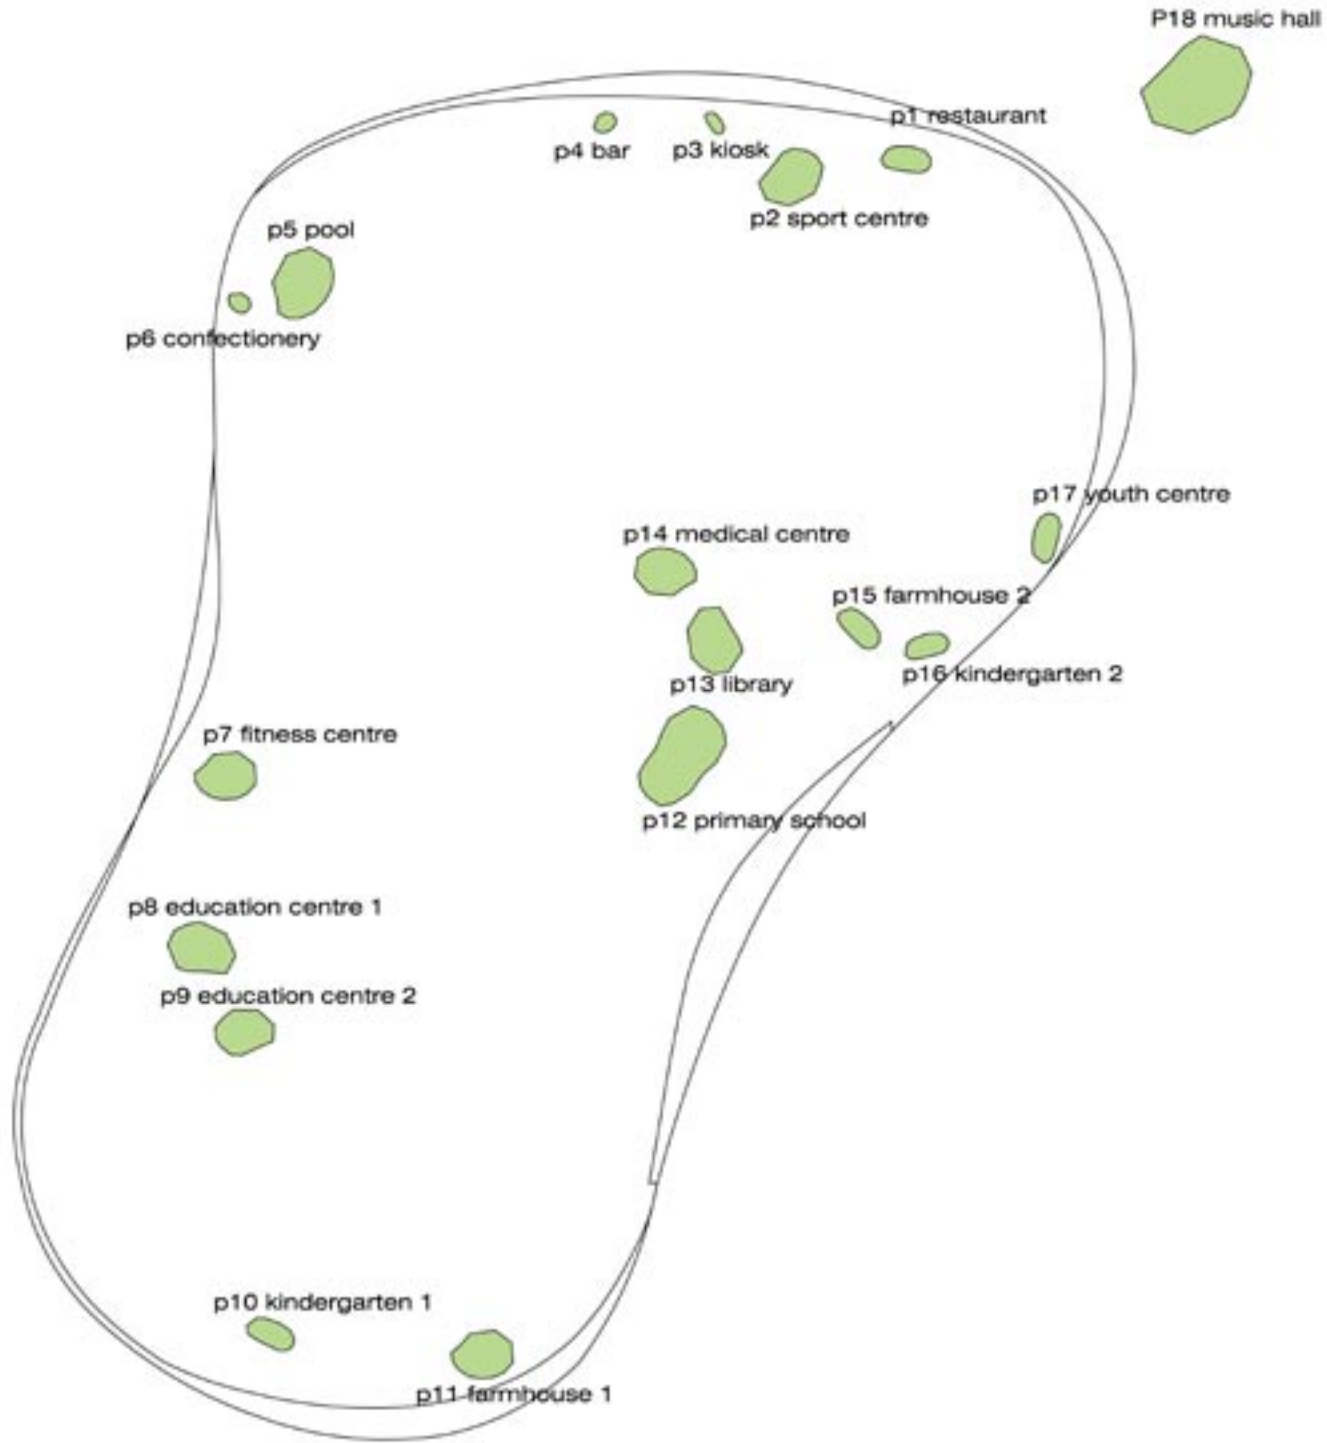 P18 music hall
p1 restaurant
p4 bar
p3 kiosk
p2 sport centre
p5 pool
p6 confectionery
p17 youth centre
p14 medical centre
p15 farmhouse 2
p16 kindergarten 2
p13 library
p7 fitness centre
p12 primary school
p8 education centre 1
p9 education centre 2
p10 kindergarten 1
p11 farmhouse 1